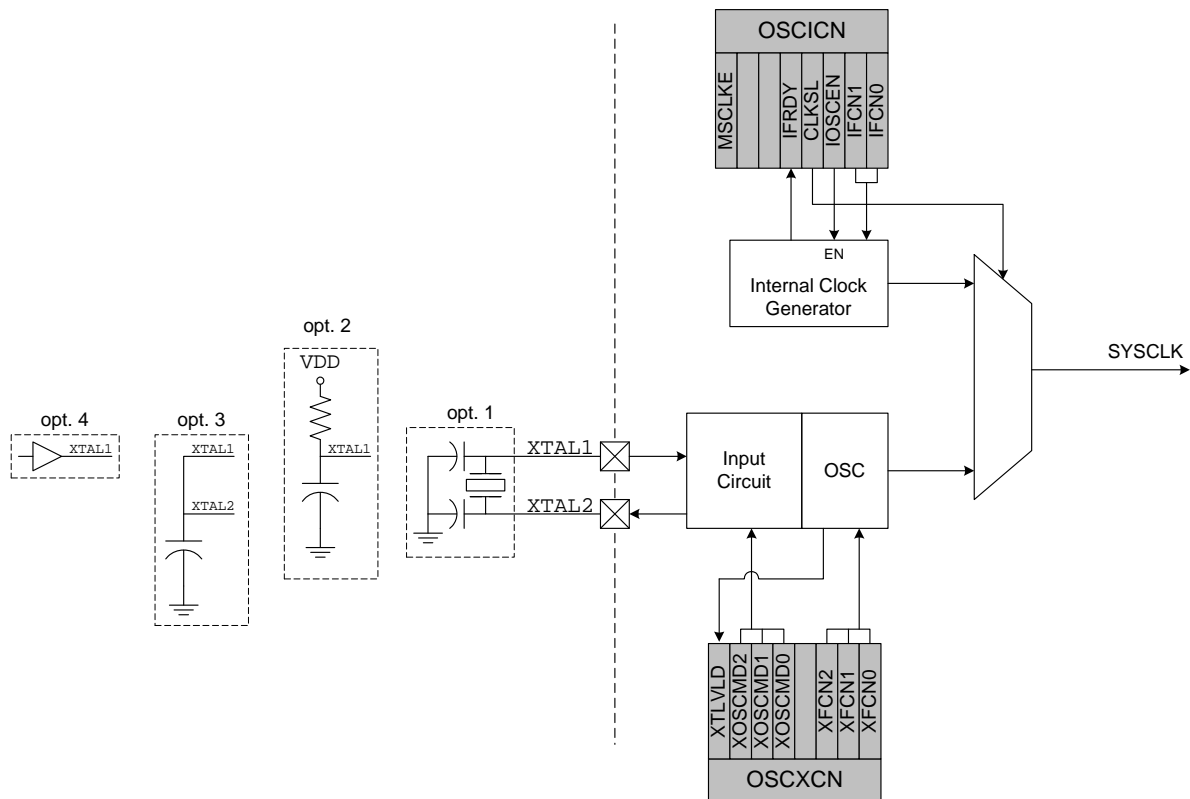 OSCICN
MSCLKE
IFRDY
CLKSL
IOSCEN
IFCN1
IFCN0
EN
Internal Clock
Generator
SYSCLK
opt. 4
XTAL1
opt. 3
XTAL1
XTAL2
opt. 2
VDD
XTAL1
opt. 1
XTAL1
XTAL2
Input
Circuit
OSC
XTLVLD
XOSCMD2
XOSCMD1
XOSCMD0
XFCN2
XFCN1
XFCN0
OSCXCN